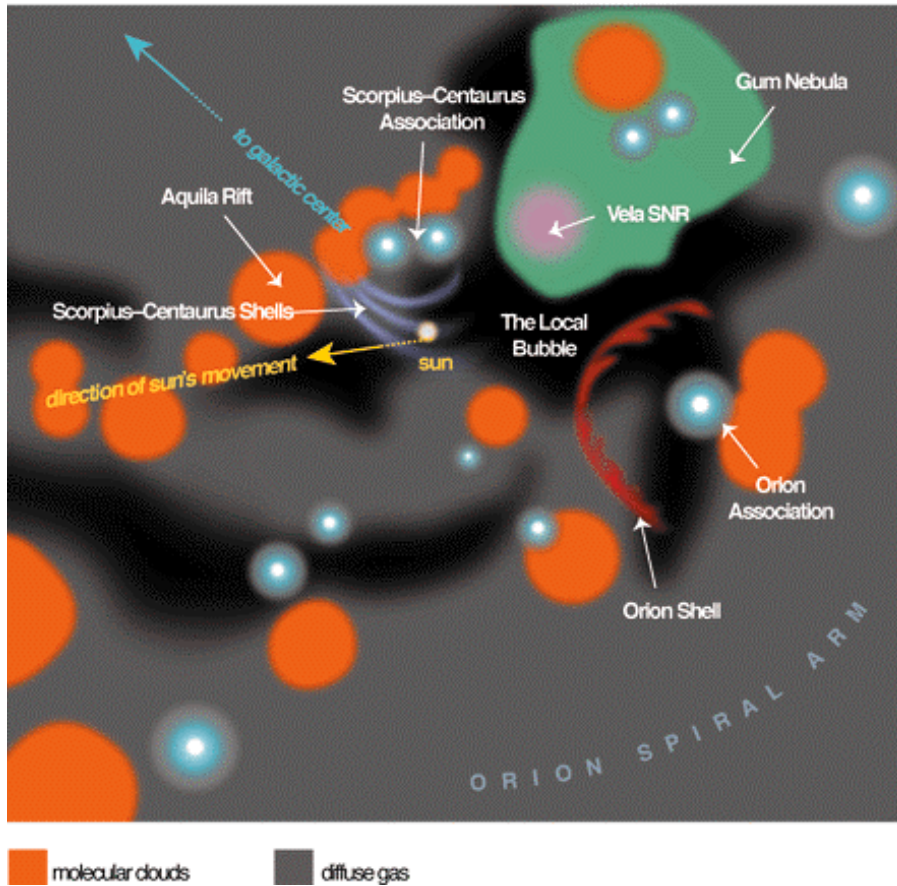 Gum Nebula
Scorpius–Centaurus
Association
to galactic center
Aquila Rift
Vela SNR
Scorpius–Centaurus Shells
The Local
Bubble
sun
direction of sun's movement
Orion
Association
Orion Shell
ORION SPIRAL ARM
molecular clouds
diffuse gas